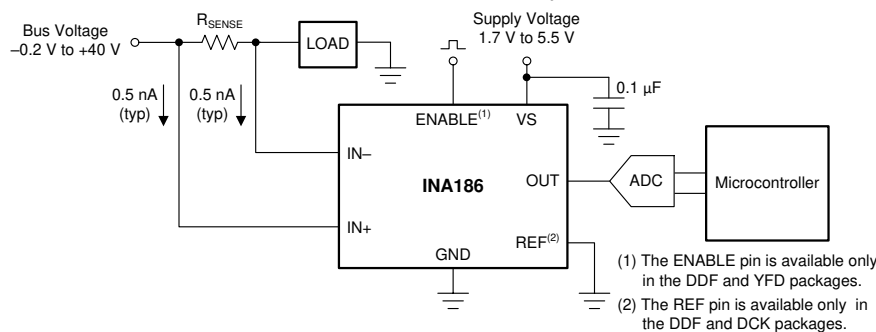 Bus Voltage
–0.2 V to +40 V
R_SENSE
LOAD
Supply Voltage
1.7 V to 5.5 V
0.5 nA
(typ)
0.5 nA
(typ)
0.1 µF
ENABLE(1)
VS
IN–
INA186
OUT
ADC
Microcontroller
IN+
REF(2)
GND
(1) The ENABLE pin is available only
in the DDF and YFD packages.
(2) The REF pin is available only in
the DDF and DCK packages.